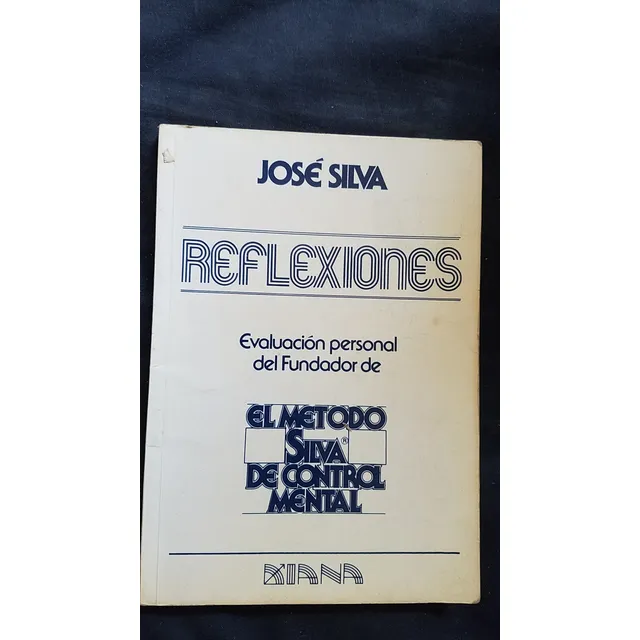 JOSÉ SILVA
REFLEXIONES
Evaluación personal
del Fundador de
EL METODO
SILVA®
DE CONTROL
MENTAL
DIANA